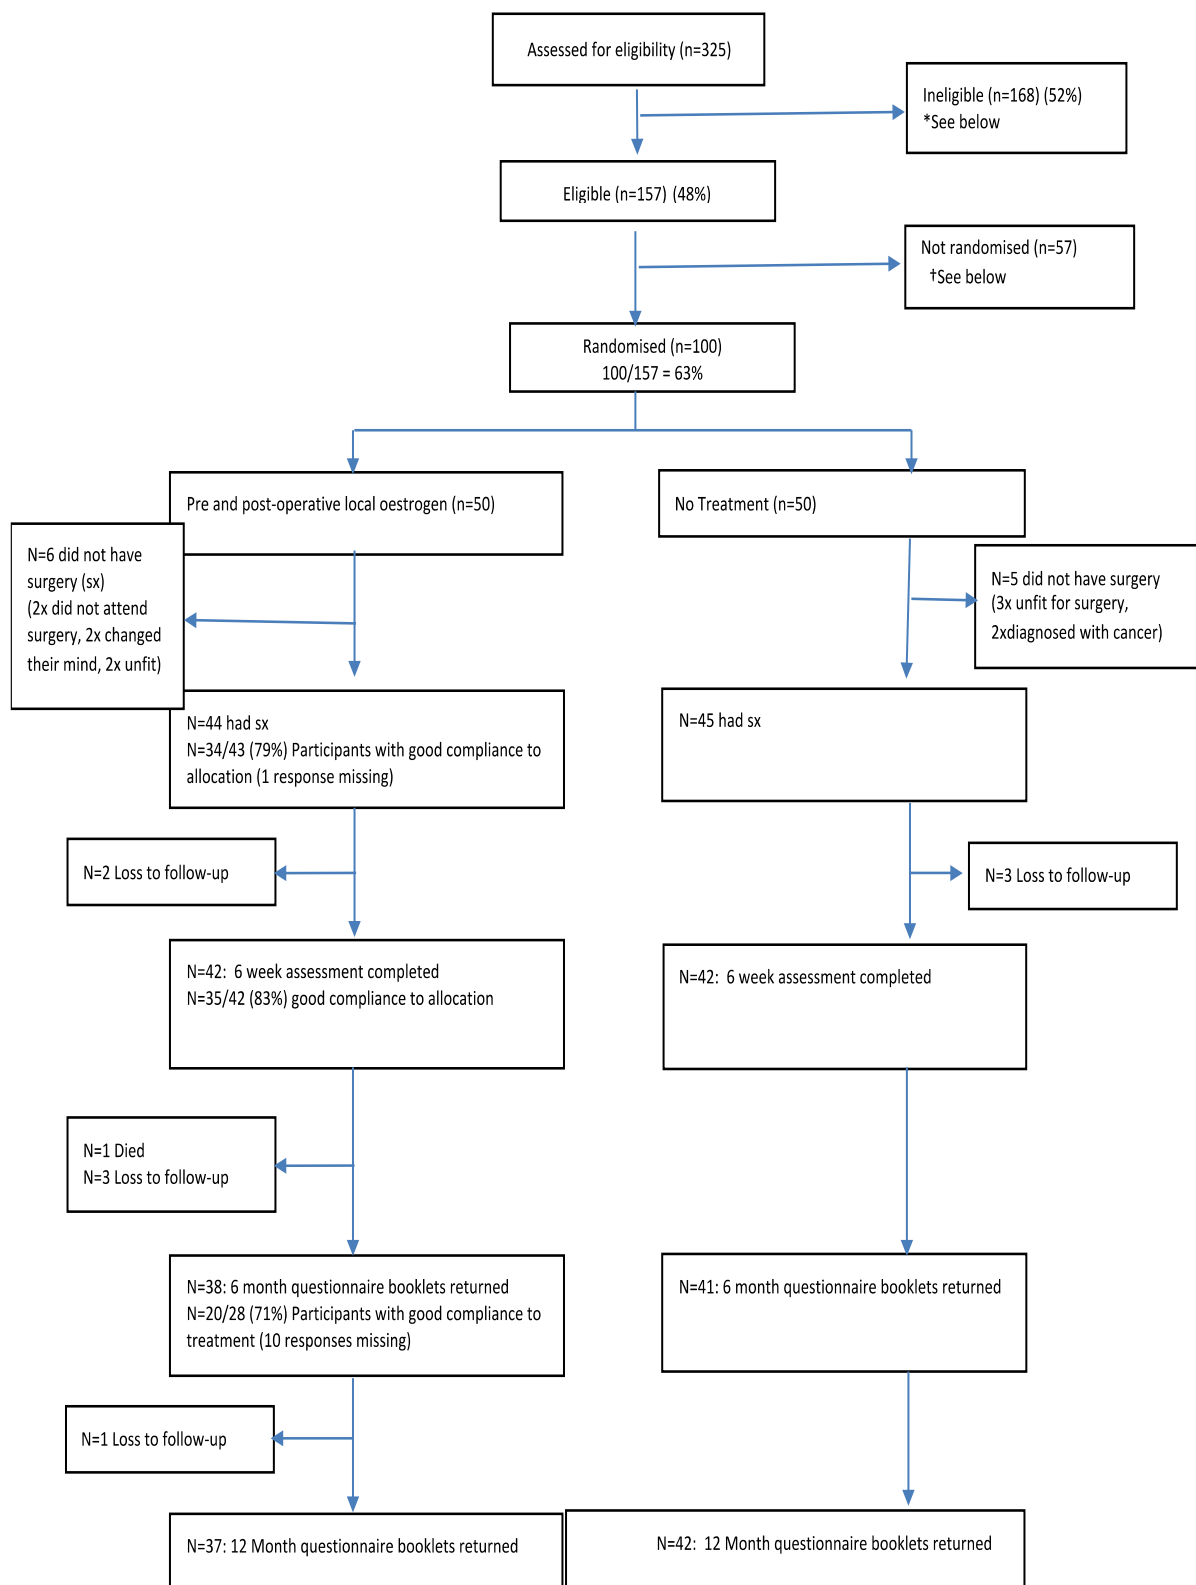 Assessed for eligibility (n=325)
Ineligible (n=168) (52%)
*See below
Eligible (n=157) (48%)
Not randomised (n=57)
†See below
Randomised (n=100)
100/157 = 63%
Pre and post-operative local oestrogen (n=50)
No Treatment (n=50)
N=6 did not have
surgery (sx)
(2x did not attend
surgery, 2x changed
their mind, 2x unfit)
N=5 did not have surgery
(3x unfit for surgery,
2xdiagnosed with cancer)
N=44 had sx
N=34/43 (79%) Participants with good compliance to
allocation (1 response missing)
N=45 had sx
N=2 Loss to follow-up
N=3 Loss to follow-up
N=42:  6 week assessment completed
N=35/42 (83%) good compliance to allocation
N=42:  6 week assessment completed
N=1 Died
N=3 Loss to follow-up
N=38: 6 month questionnaire booklets returned
N=20/28 (71%) Participants with good compliance to
treatment (10 responses missing)
N=41: 6 month questionnaire booklets returned
N=1 Loss to follow-up
N=37: 12 Month questionnaire booklets returned
N=42:  12 Month questionnaire booklets returned